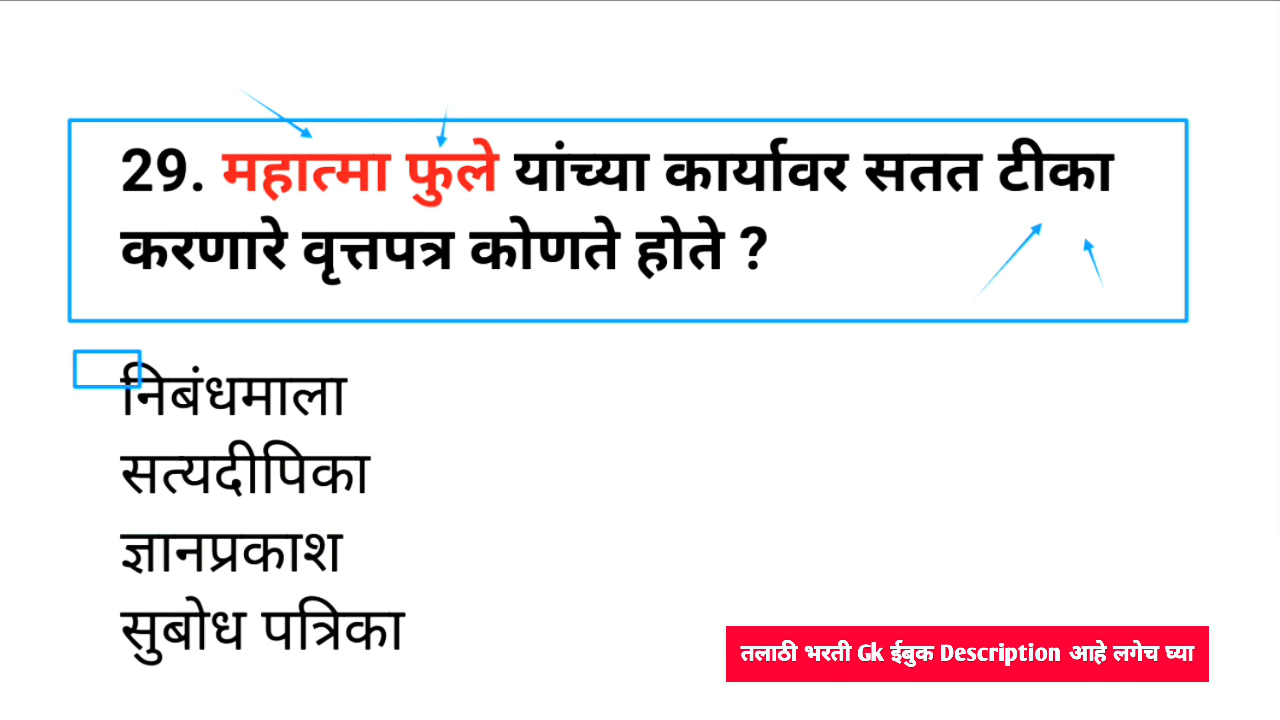 29. महात्मा फुले यांच्या कार्यावर सतत टीका
करणारे वृत्तपत्र कोणते होते ?
निबंधमाला
सत्यदीपिका
ज्ञानप्रकाश
सुबोध पत्रिका
तलाठी भरती Gk ईबुक Description आहे लगेच घ्या